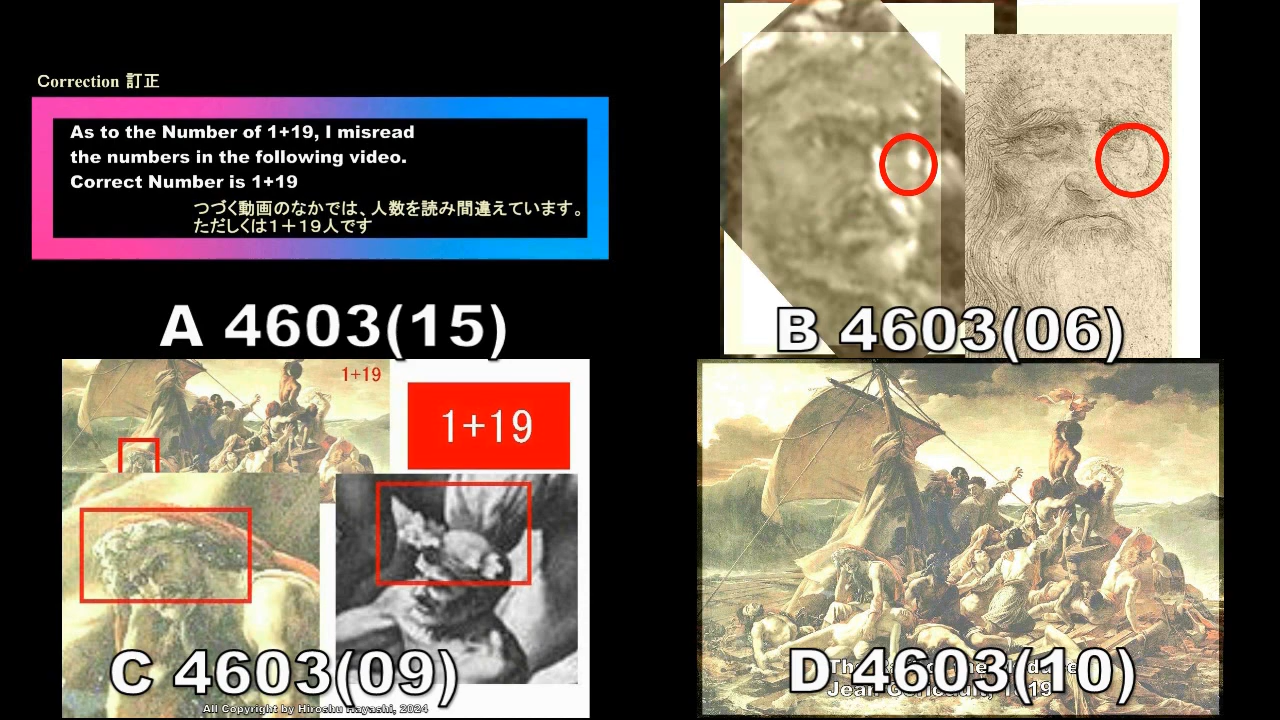 Correction 訂正
As to the Number of 1+19, I misread
the numbers in the following video.
Correct Number is 1+19
つづく動画のなかでは、人数を読み間違えています。
ただしくは１＋１９人です
A 4603(15)
B 4603(06)
1+19
1+19
C 4603(09)
All Copyright by Hiroshu Hayashi, 2024
D 4603(10)